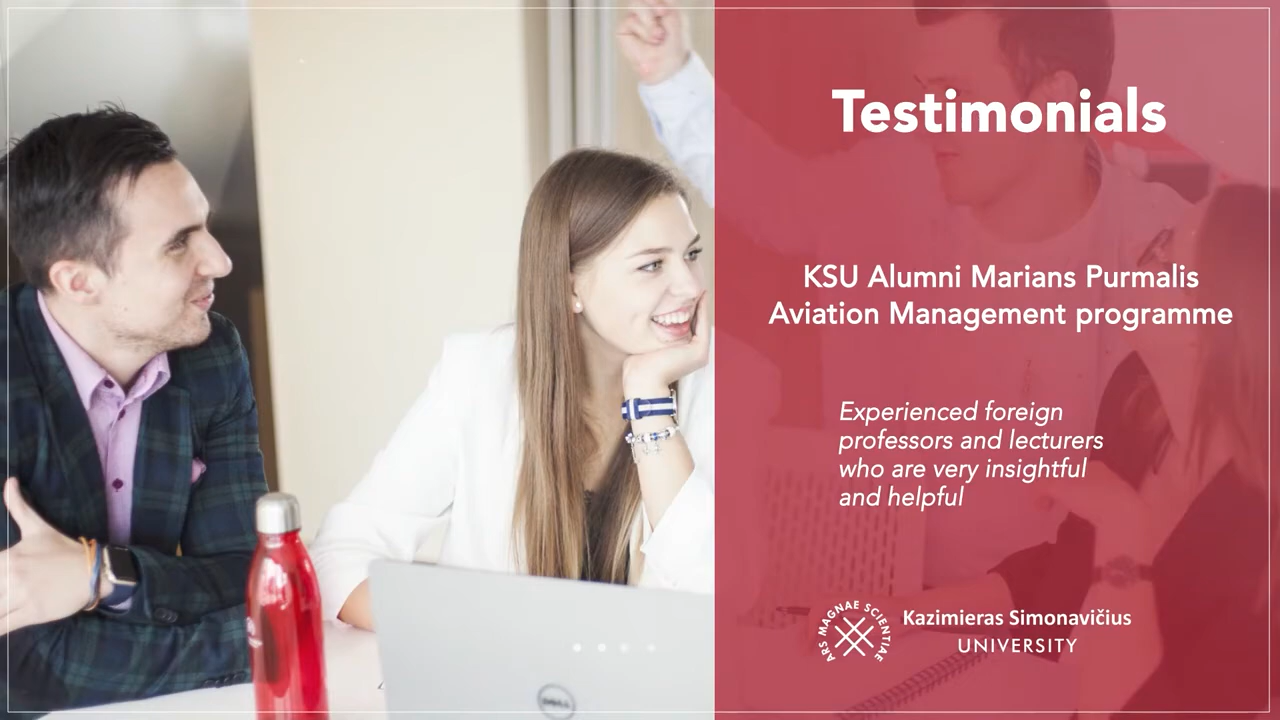 Testimonials
KSU Alumni Marians Purmalis
Aviation Management programme
Experienced foreign
professors and lecturers
who are very insightful
and helpful
ARS MAGNAE SCIENTIAE
Kazimieras Simonavičius
UNIVERSITY
DELL